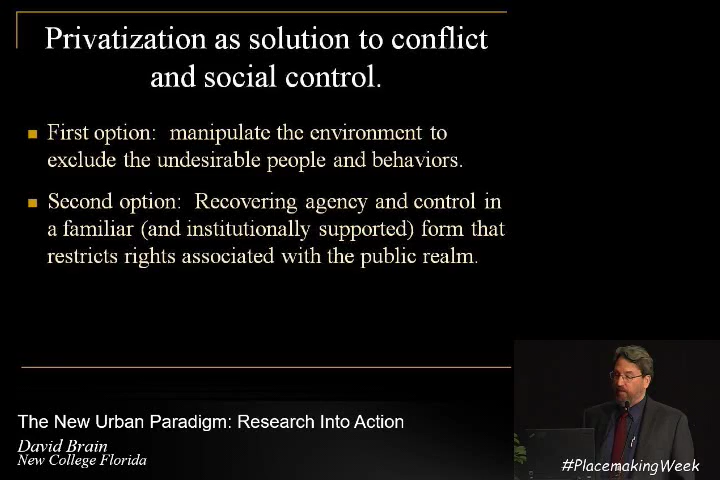 Privatization as solution to conflict
and social control.
First option: manipulate the environment to
exclude the undesirable people and behaviors.
Second option: Recovering agency and control in
a familiar (and institutionally supported) form that
restricts rights associated with the public realm.
The New Urban Paradigm: Research Into Action
David Brain
New College Florida
#PlacemakingWeek